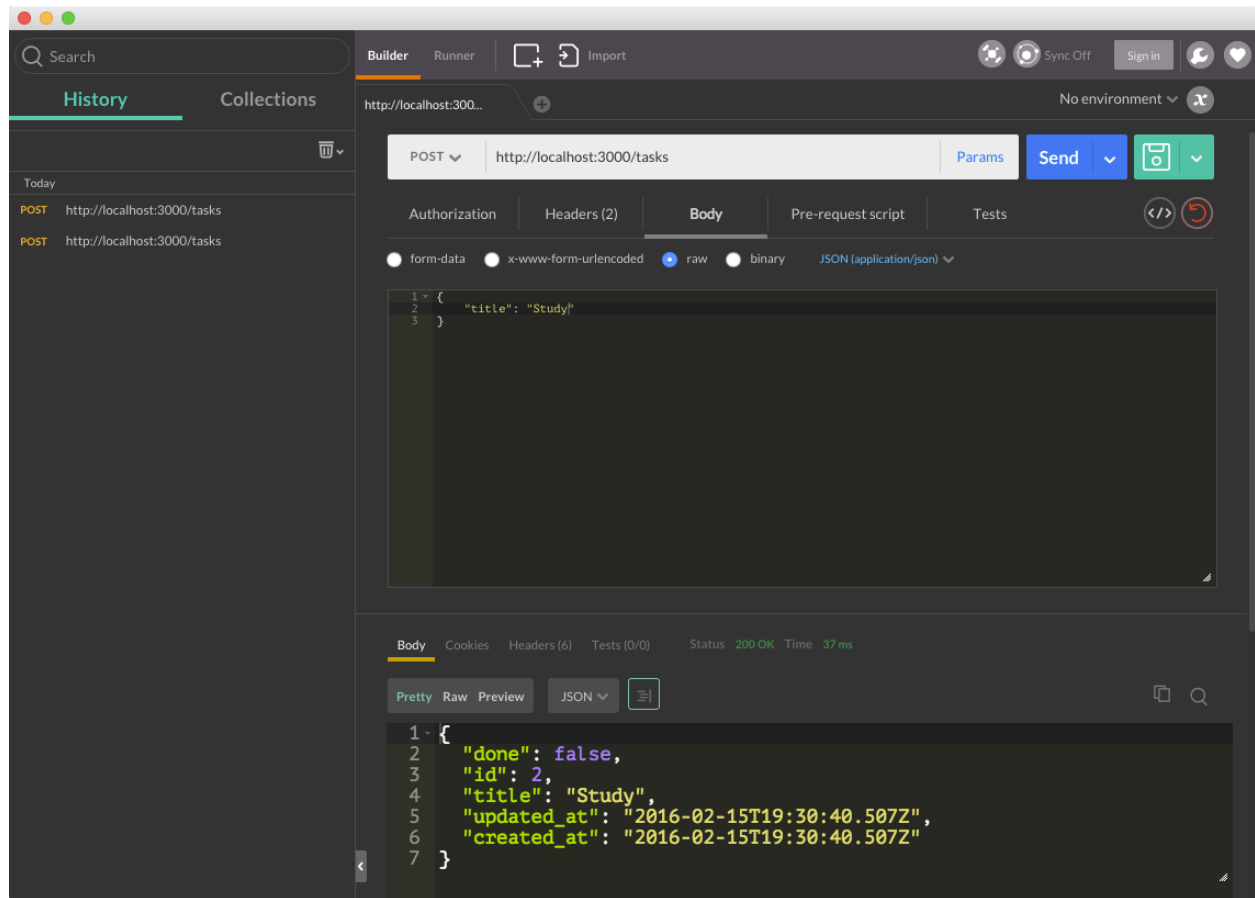 Search
Builder Runner Import Sync Off Sign in
History Collections
http://localhost:300... No environment
POST http://localhost:3000/tasks Params Send
Today
POST http://localhost:3000/tasks
POST http://localhost:3000/tasks
Authorization Headers (2) Body Pre-request script Tests
form-data x-www-form-urlencoded raw binary JSON (application/json)
1 {
2 "title": "Study"
3 }
Body Cookies Headers (6) Tests (0/0) Status 200 OK Time 37 ms
Pretty Raw Preview JSON
1 {
2 "done": false,
3 "id": 2,
4 "title": "Study",
5 "updated_at": "2016-02-15T19:30:40.507Z",
6 "created_at": "2016-02-15T19:30:40.507Z"
7 }